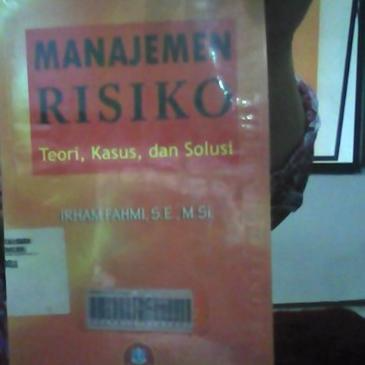 MANAJEMEN
RISIKO
Teori, Kasus, dan Solusi
IRHAM FAHMI, S.E., M.Si.